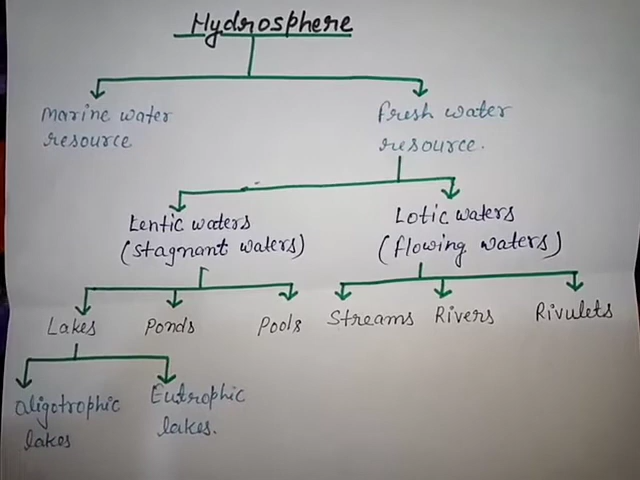 Hydrosphere
Marine water
resource
Fresh water
resource.
Lentic waters
(stagnant waters)
Lotic waters
(flowing waters)
Lakes
Ponds
Pools
Streams
Rivers
Rivulets
Oligotrophic
lakes
Eutrophic
lakes.